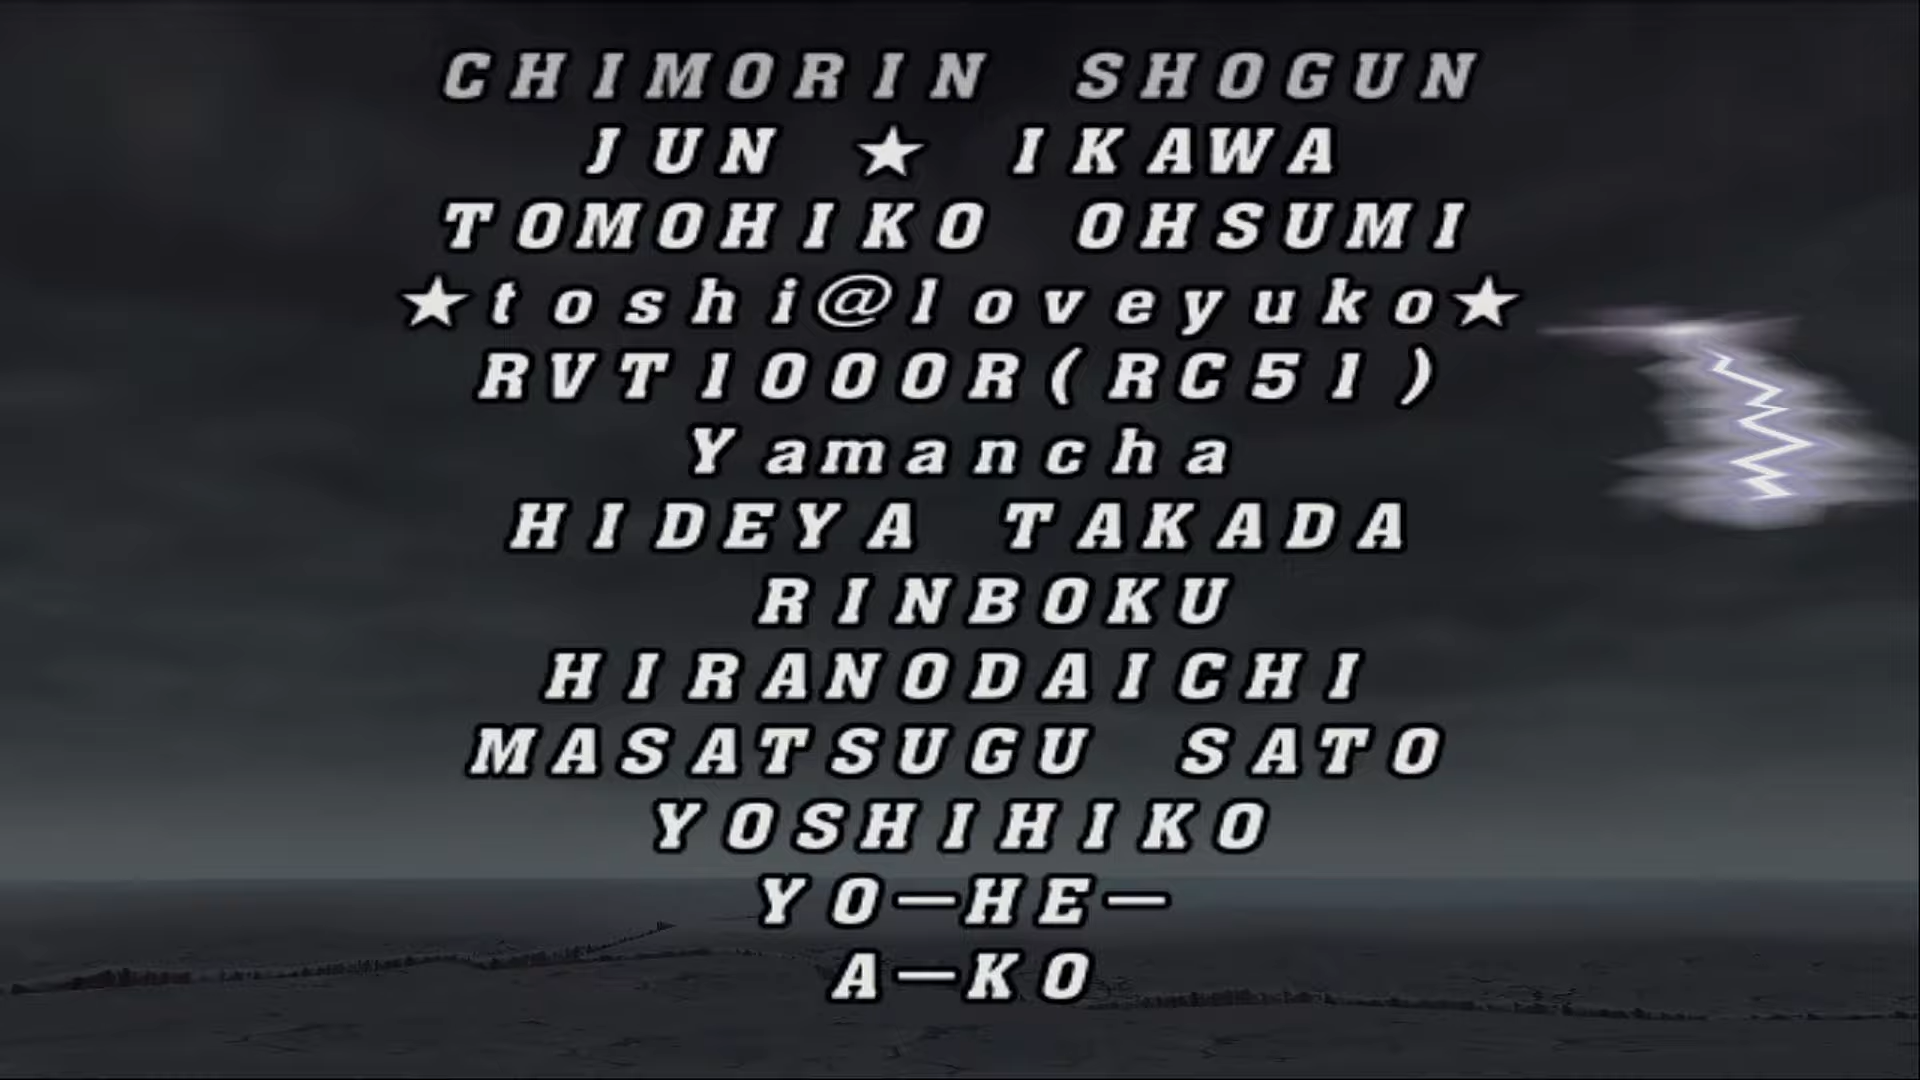 CHIMORIN SHOGUN
JUN ★ IKAWA
TOMOHIKO OHSUMI
★toshi@loveyuko★
RVT1000R(RC51)
Yamancha
HIDEYA TAKADA
RINBOKU
HIRANODAICHI
MASATSUGU SATO
YOSHIHIKO
YO—HE—
A—KO